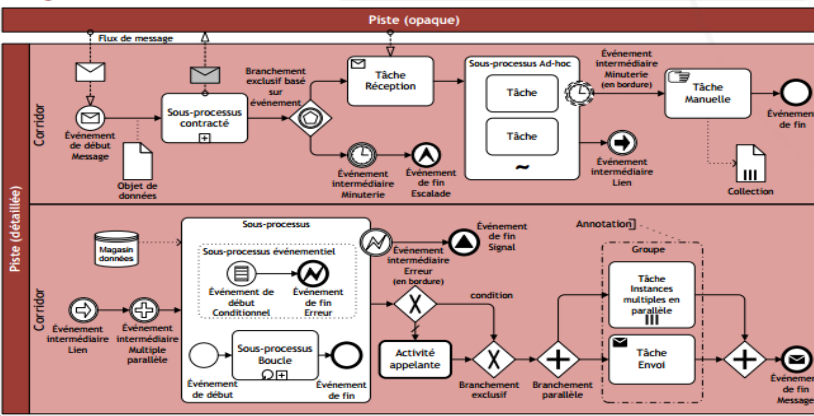 Piste (opaque)
Flux de message
Piste (détaillée)
Corridor
Événement
de début
Message
Objet de
données
Sous-processus
contracté
Branchement
exclusif basé
sur
événement
Tâche
Réception
Événement
intermédiaire
Minuterie
Événement
de fin
Escalade
Sous-processus Ad-hoc
Tâche
Tâche
~
Événement
intermédiaire
Minuterie
(en bordure)
Événement
intermédiaire
Lien
Tâche
Manuelle
Collection
Événement
de fin
Corridor
Magasin
données
Événement
intermédiaire
Lien
Événement
intermédiaire
Multiple
parallèle
Sous-processus
Sous-processus événementiel
Événement de
début
Conditionnel
Événement
de fin
Erreur
Événement
de début
Sous-processus
Boucle
Événement
de fin
Événement
intermédiaire
Erreur
(en bordure)
Événement
de fin
Signal
X
condition
Activité
appelante
X
Branchement
exclusif
Branchement
parallèle
Annotation
Groupe
Tâche
Instances
multiples en
parallèle
Tâche
Envoi
Événement
de fin
Message